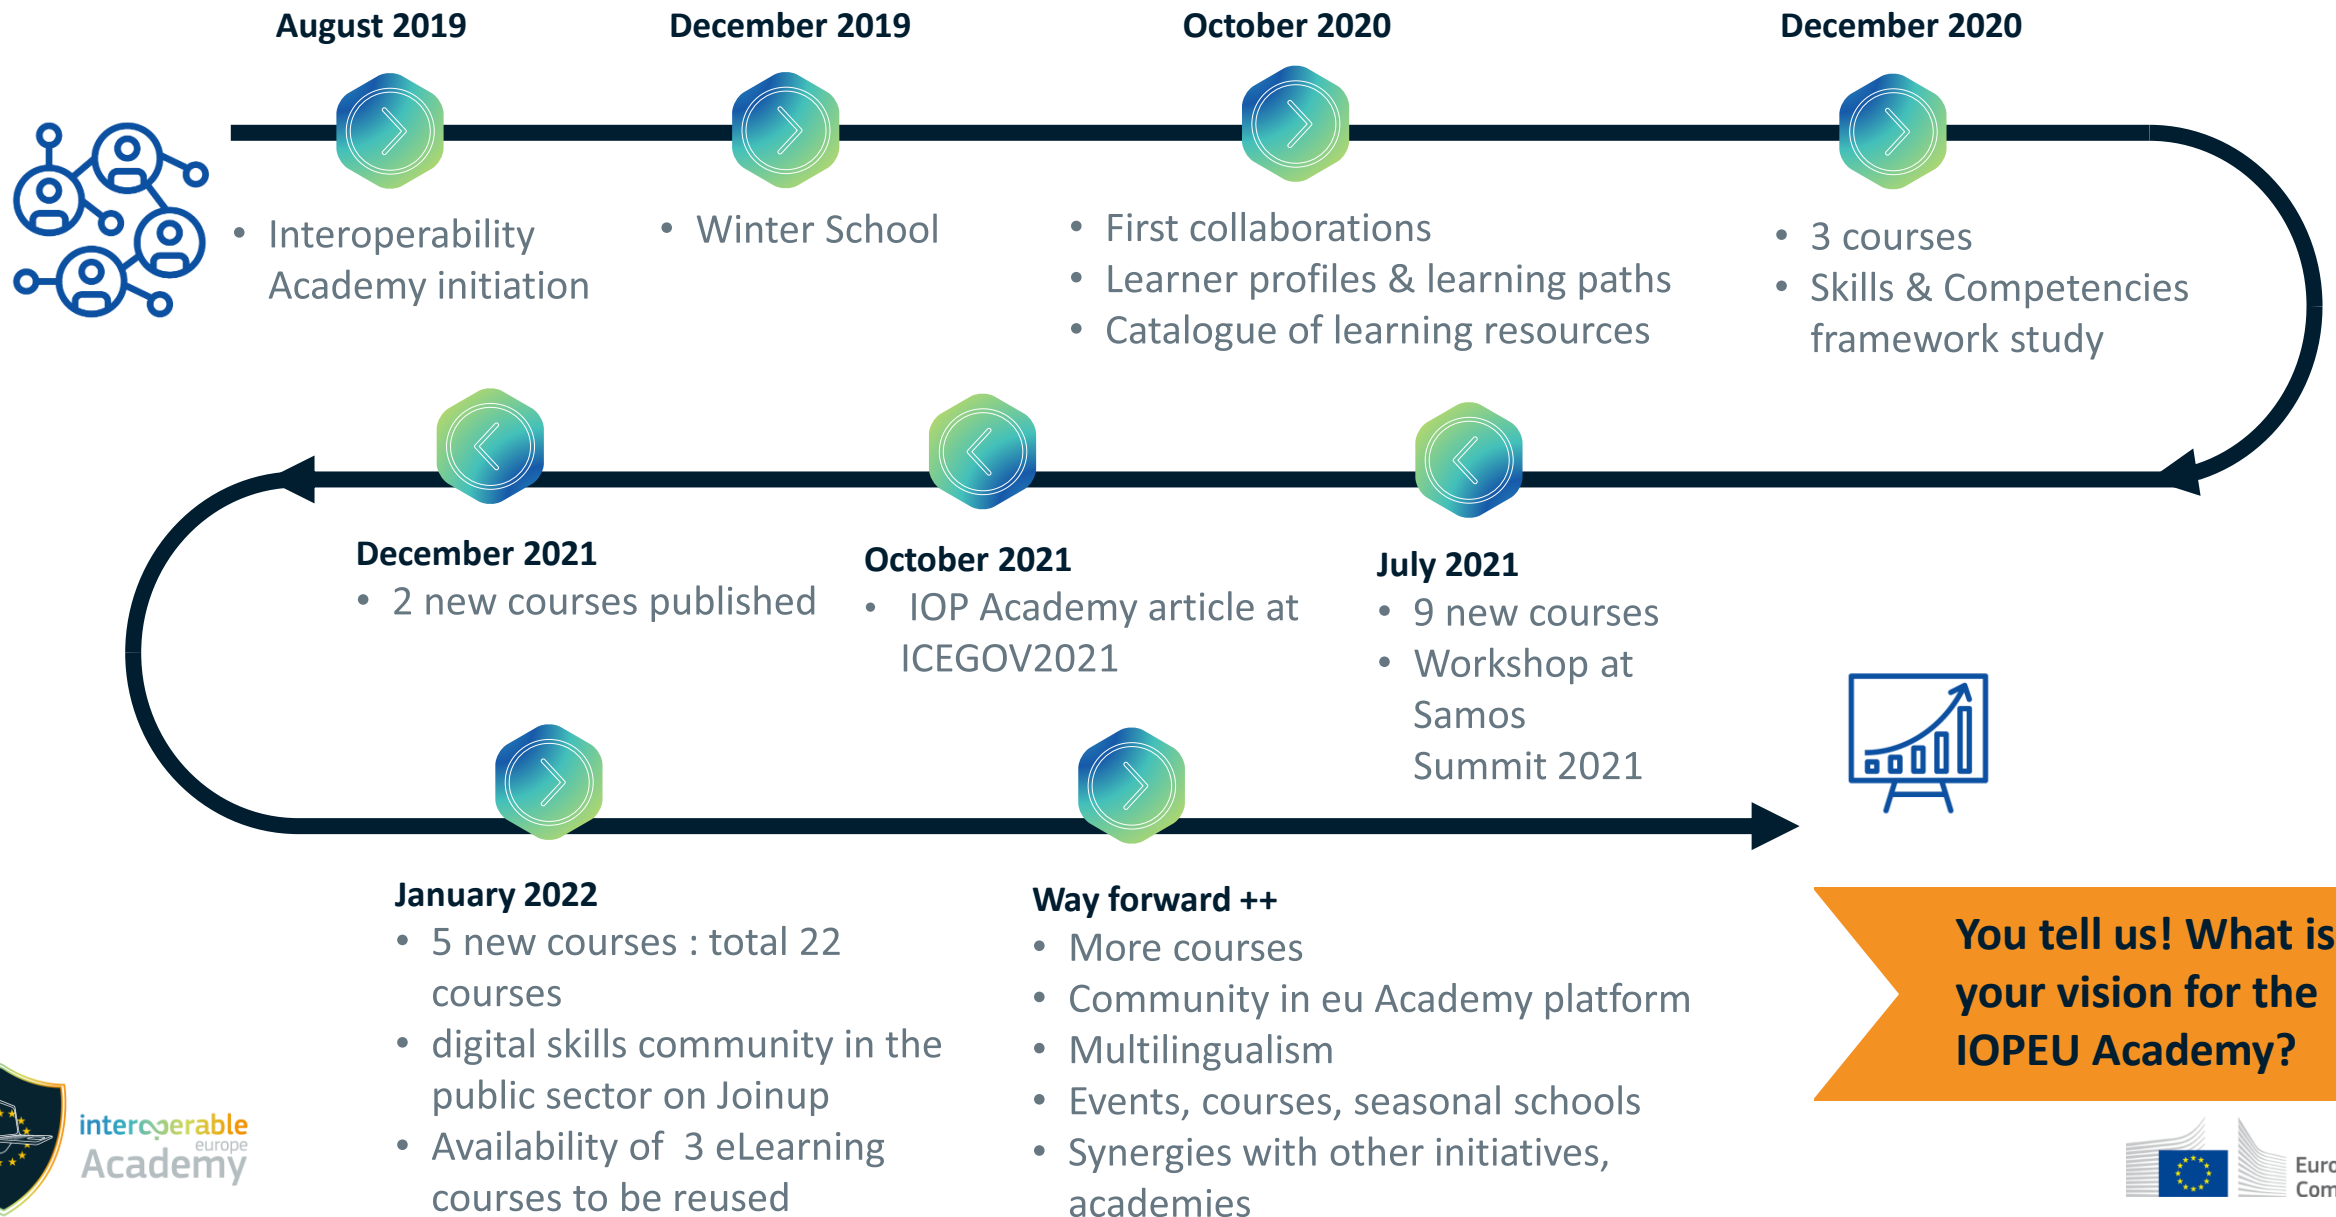 August 2019
• Interoperability
Academy initiation
December 2019
• Winter School
October 2020
• First collaborations
• Learner profiles & learning paths
• Catalogue of learning resources
December 2020
• 3 courses
• Skills & Competencies
framework study
July 2021
• 9 new courses
• Workshop at
Samos
Summit 2021
October 2021
• IOP Academy article at
ICEGOV2021
December 2021
• 2 new courses published
January 2022
• 5 new courses : total 22
courses
• digital skills community in the
public sector on Joinup
• Availability of 3 eLearning
courses to be reused
Way forward ++
• More courses
• Community in eu Academy platform
• Multilingualism
• Events, courses, seasonal schools
• Synergies with other initiatives,
academies
You tell us! What is
your vision for the
IOPEU Academy?
interoperable
europe
Academy